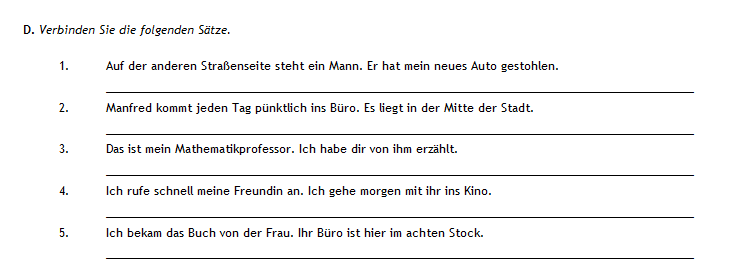 D. Verbinden Sie die folgenden Sätze.
1. Auf der anderen Straßenseite steht ein Mann. Er hat mein neues Auto gestohlen.
2. Manfred kommt jeden Tag pünktlich ins Büro. Es liegt in der Mitte der Stadt.
3. Das ist mein Mathematikprofessor. Ich habe dir von ihm erzählt.
4. Ich rufe schnell meine Freundin an. Ich gehe morgen mit ihr ins Kino.
5. Ich bekam das Buch von der Frau. Ihr Büro ist hier im achten Stock.